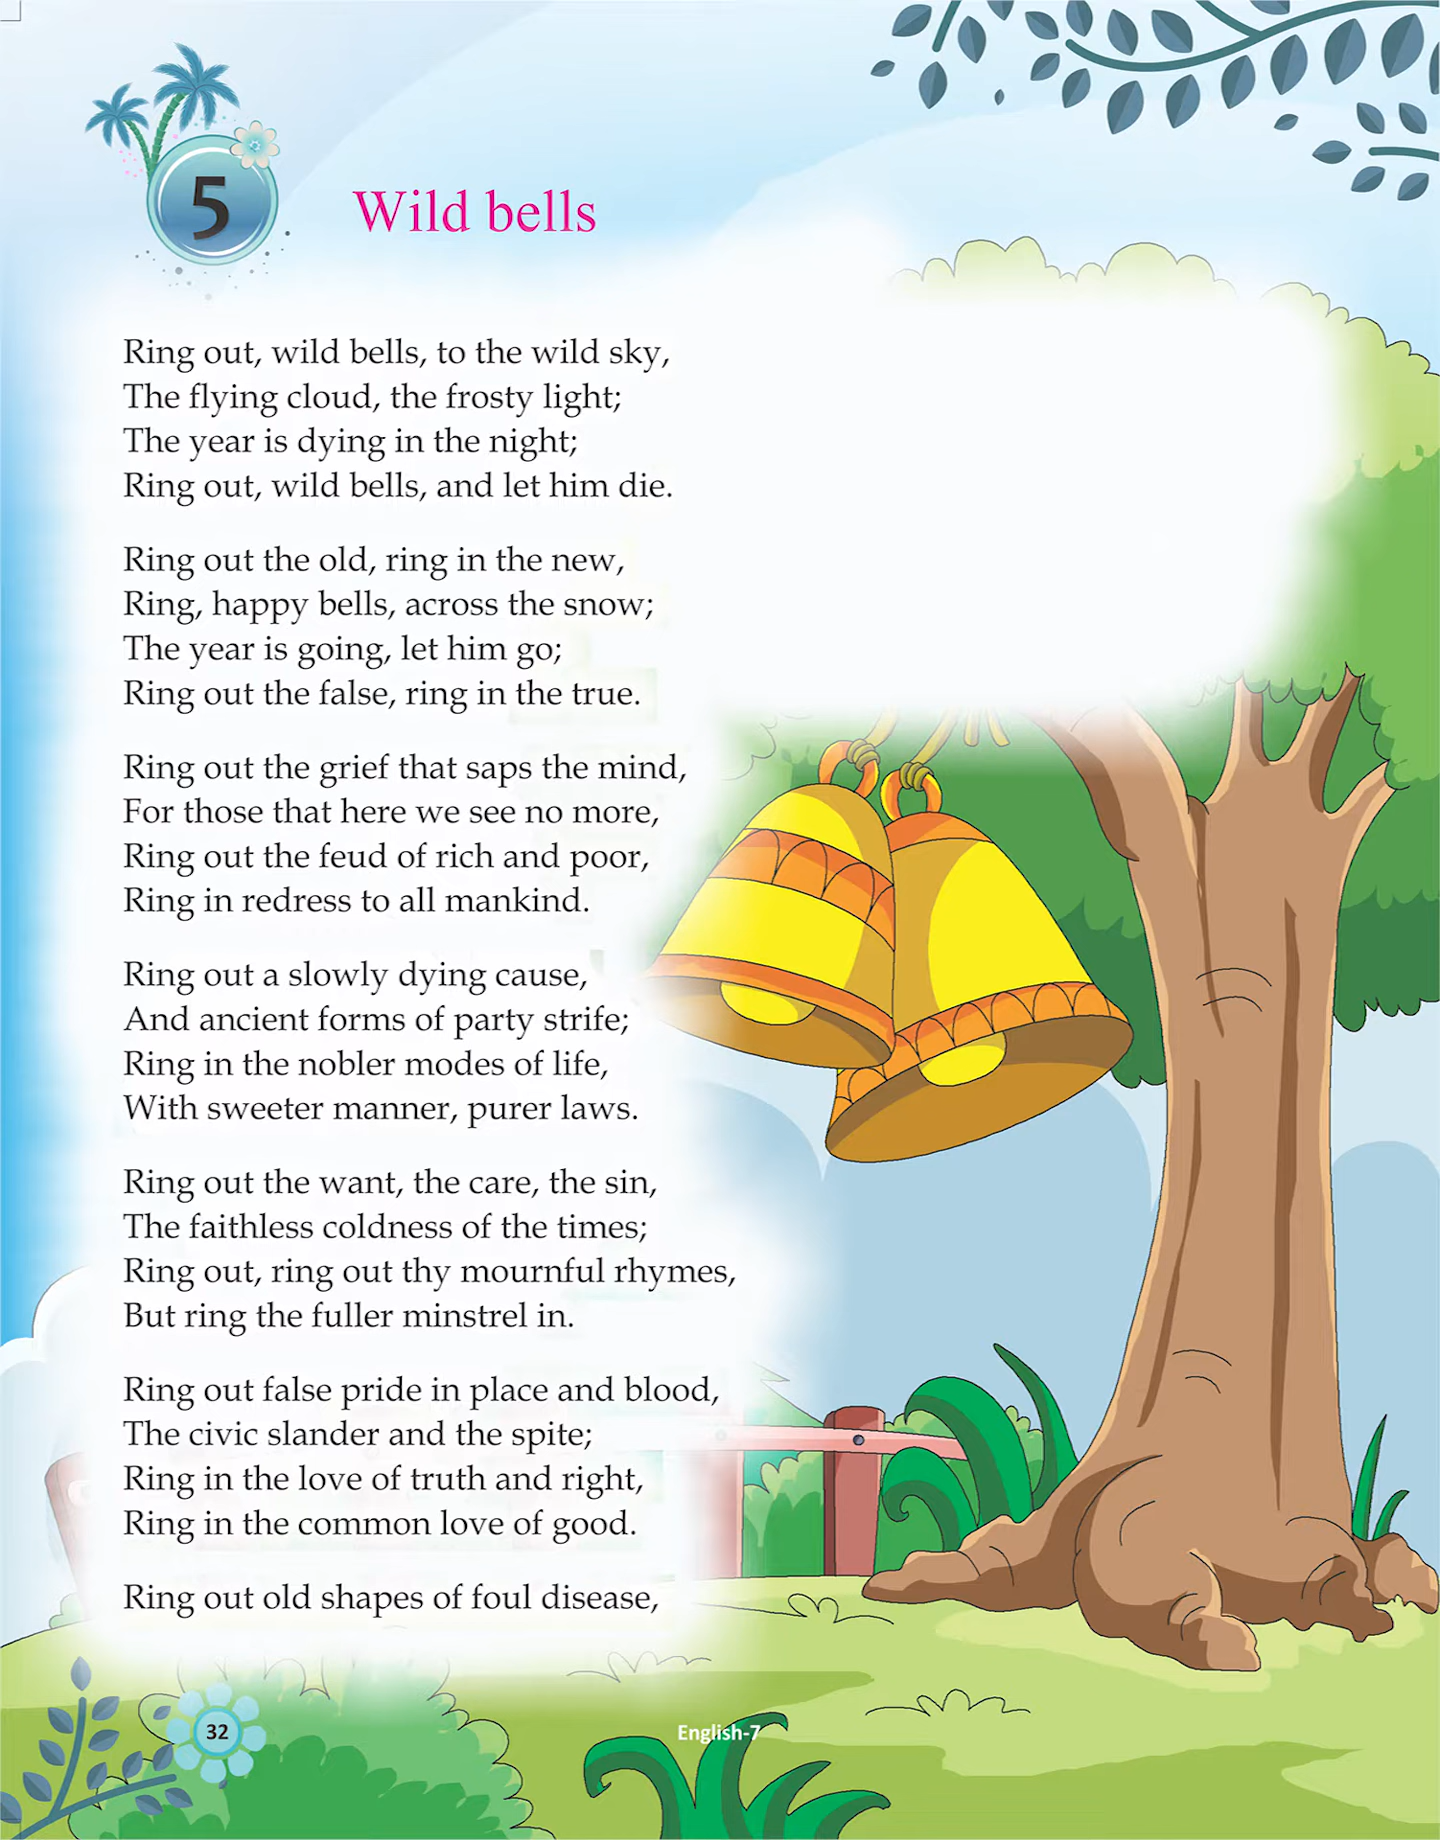 5
Wild bells
Ring out, wild bells, to the wild sky,
The flying cloud, the frosty light;
The year is dying in the night;
Ring out, wild bells, and let him die.
Ring out the old, ring in the new,
Ring, happy bells, across the snow;
The year is going, let him go;
Ring out the false, ring in the true.
Ring out the grief that saps the mind,
For those that here we see no more,
Ring out the feud of rich and poor,
Ring in redress to all mankind.
Ring out a slowly dying cause,
And ancient forms of party strife;
Ring in the nobler modes of life,
With sweeter manner, purer laws.
Ring out the want, the care, the sin,
The faithless coldness of the times;
Ring out, ring out thy mournful rhymes,
But ring the fuller minstrel in.
Ring out false pride in place and blood,
The civic slander and the spite;
Ring in the love of truth and right,
Ring in the common love of good.
Ring out old shapes of foul disease,
32
English-7